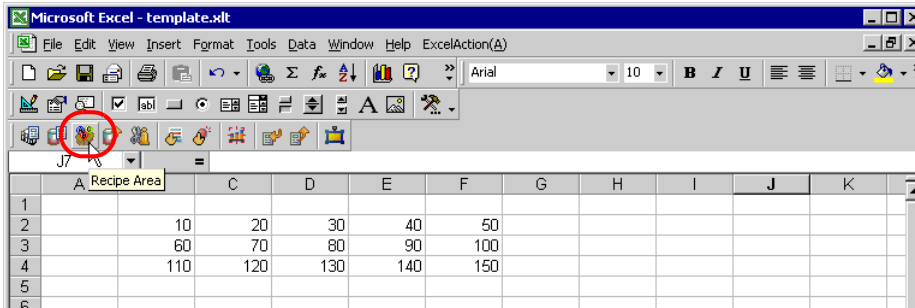 Microsoft Excel - template.xlt
File Edit View Insert Format Tools Data Window Help ExcelAction(A)
Σ fx Arial 10 B I U
ab A
J7 =
Recipe Area
A C D E F G H I J K
1
2 10 20 30 40 50
3 60 70 80 90 100
4 110 120 130 140 150
5
6